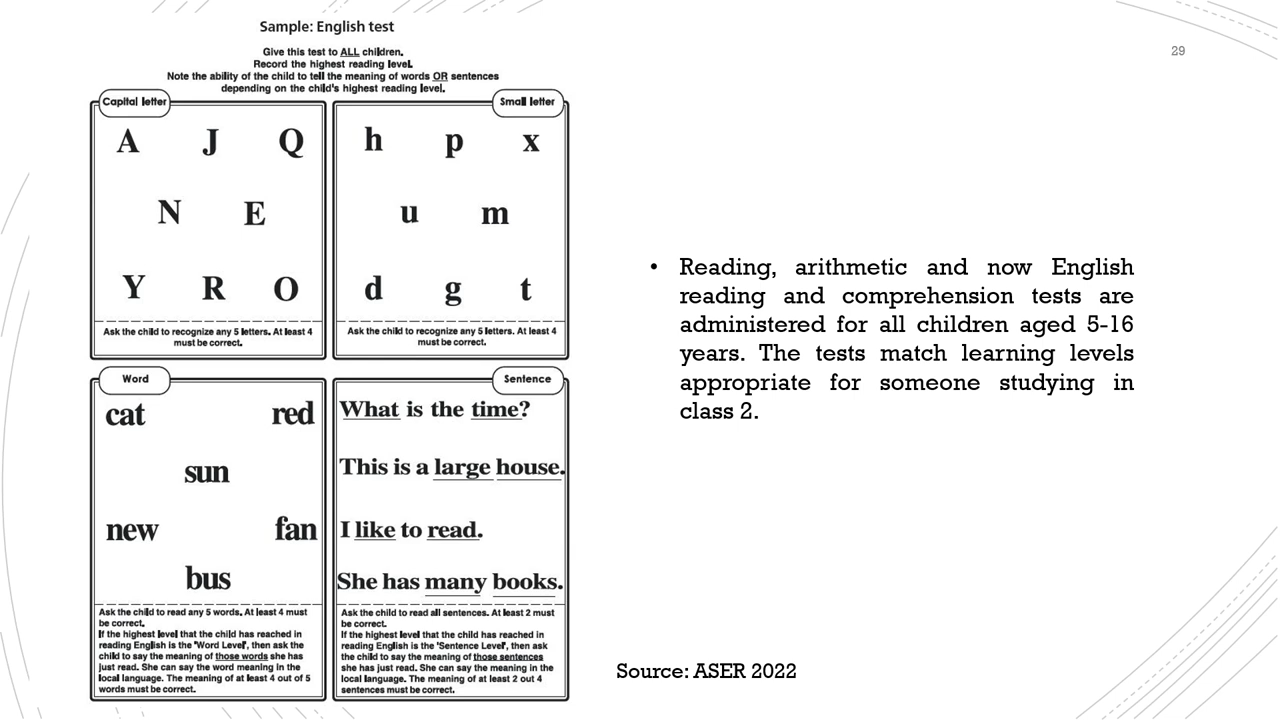 Sample: English test
Give this test to ALL children.
Record the highest reading level.
Note the ability of the child to tell the meaning of words OR sentences
depending on the child's highest reading level.
29
Capital letter
A J Q
N E
Y R O
Ask the child to recognize any 5 letters. At least 4
must be correct.
Small letter
h p x
u m
d g t
Ask the child to recognize any 5 letters. At least 4
must be correct.
Word
cat red
sun
new fan
bus
Ask the child to read any 5 words. At least 4 must
be correct.
If the highest level that the child has reached in
reading English is the 'Word Level', then ask the
child to say the meaning of those words she has
just read. She can say the word meaning in the
local language. The meaning of at least 4 out of 5
words must be correct.
Sentence
What is the time?
This is a large house.
I like to read.
She has many books.
Ask the child to read all sentences. At least 2 must
be correct.
If the highest level that the child has reached in
reading English is the 'Sentence Level', then ask
the child to say the meaning of those sentences
she has just read. She can say the meaning in the
local language. The meaning of at least 2 out 4
sentences must be correct.
• Reading, arithmetic and now English
reading and comprehension tests are
administered for all children aged 5-16
years. The tests match learning levels
appropriate for someone studying in
class 2.
Source: ASER 2022